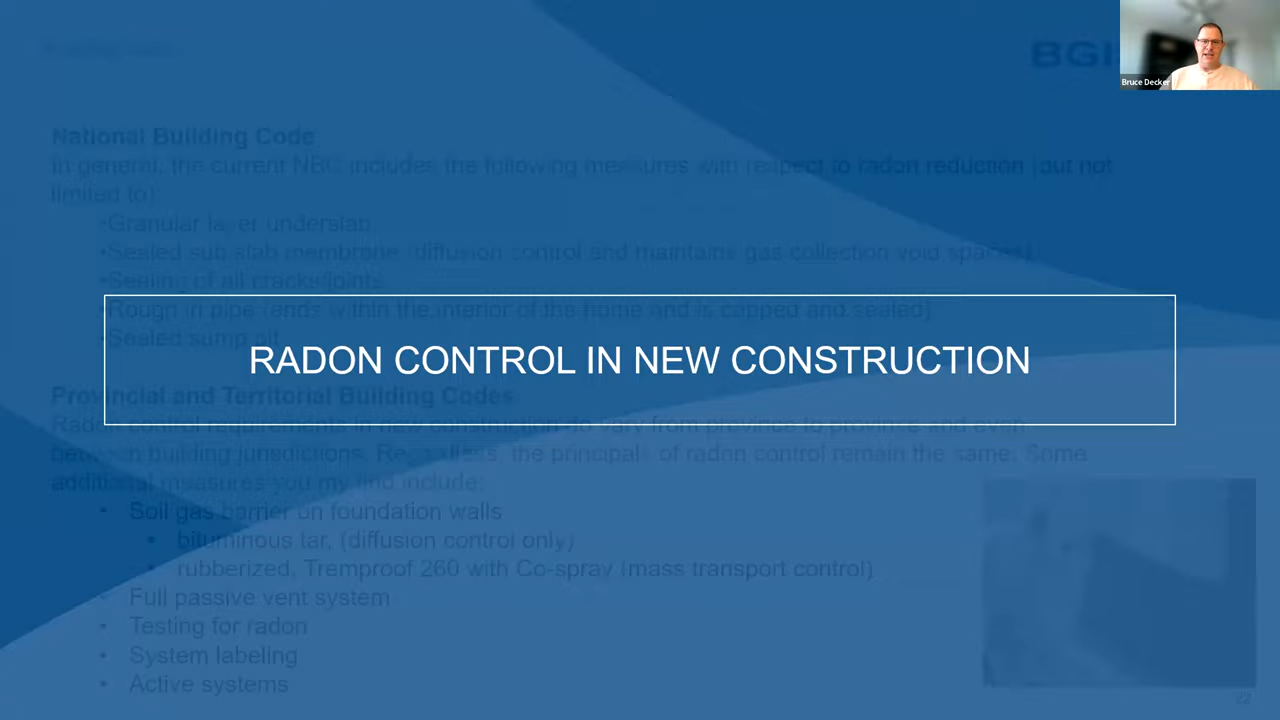 BGIS
Bruce Decker
National Building Code
In general, the current NBC includes the following measures with respect to radon reduction (but not
limited to):
•Granular layer underslab
•Sealed sub slab membrane (diffusion control and maintains gas collection void spaces)
•Sealing of all cracks/joints
•Rough in pipe (ends within the interior of the home and is capped and sealed)
•Sealed sump pit
RADON CONTROL IN NEW CONSTRUCTION
Provincial and Territorial Building Codes
Radon control requirements in new construction do vary from province to province and even
between building jurisdictions. Regardless, the principals of radon control remain the same. Some
additional measures you my find include:
• Soil gas barrier on foundation walls
• bituminous tar, (diffusion control only)
• rubberized, Tremproof 260 with Co-spray (mass transport control)
• Full passive vent system
• Testing for radon
• System labeling
• Active systems
22